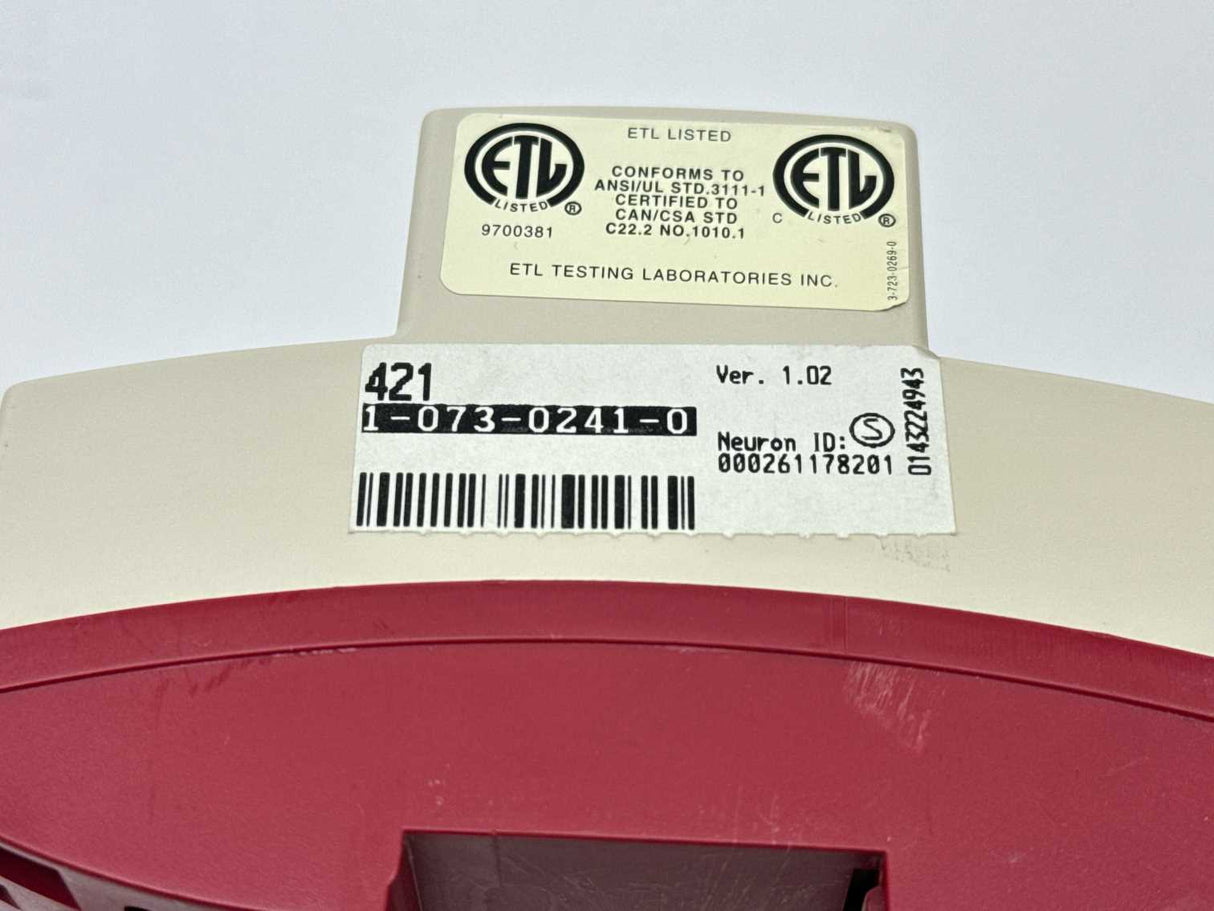 ETL LISTED
ETL
LISTED ®
9700381
CONFORMS TO
ANSI/UL STD.3111-1
CERTIFIED TO
CAN/CSA STD
C22.2 NO.1010.1
ETL
C LISTED ®
ETL TESTING LABORATORIES INC.
3-723-0269-0
421
1-073-0241-0
Ver. 1.02
Neuron ID: S
000261178201
0143224943